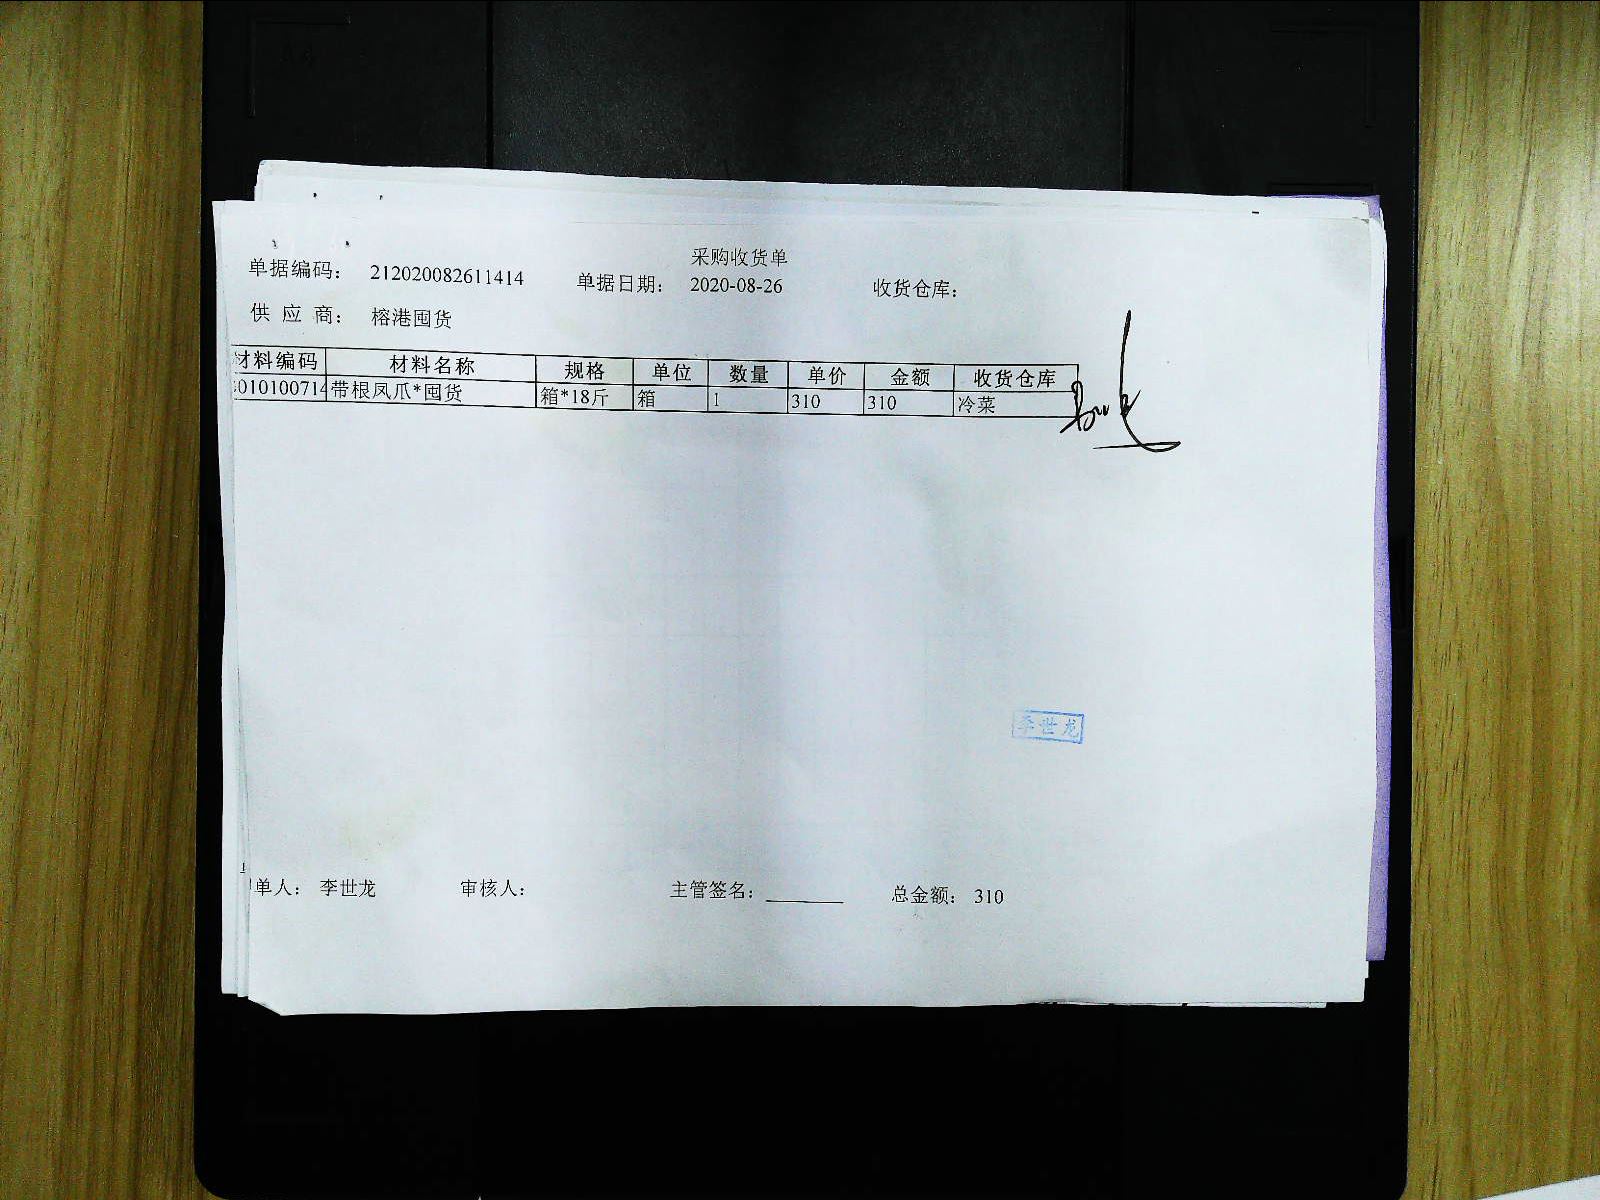 采购收货单
单据编码： 212020082611414 单据日期： 2020-08-26 收货仓库：
供 应 商： 榕港囤货
材料编码 材料名称 规格 单位 数量 单价 金额 收货仓库
010100714 带根凤爪*囤货 箱*18斤 箱 1 310 310 冷菜
李世龙
单人： 李世龙 审核人： 主管签名： 总金额： 310